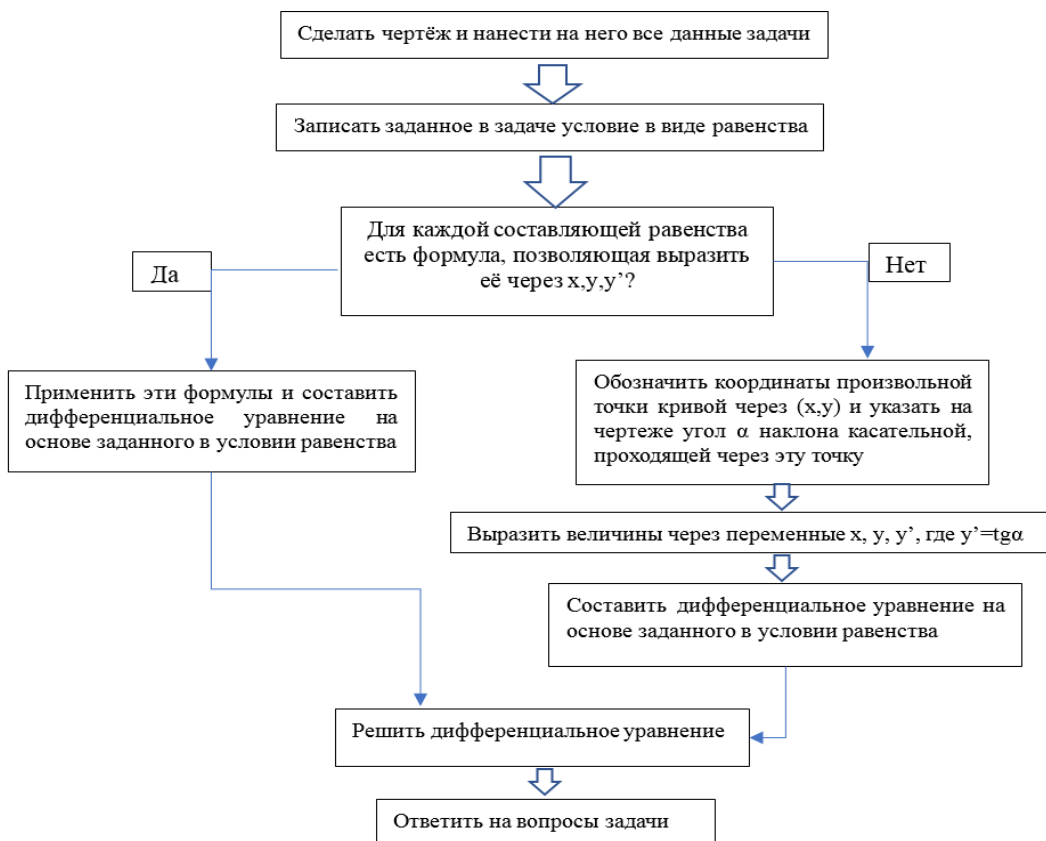 Сделать чертёж и нанести на него все данные задачи
Записать заданное в задаче условие в виде равенства
Для каждой составляющей равенства
есть формула, позволяющая выразить
её через x,y,y’?
Да
Нет
Применить эти формулы и составить
дифференциальное уравнение на
основе заданного в условии равенства
Обозначить координаты произвольной
точки кривой через (x,y) и указать на
чертеже угол α наклона касательной,
проходящей через эту точку
Выразить величины через переменные x, y, y’, где y’=tgα
Составить дифференциальное уравнение на
основе заданного в условии равенства
Решить дифференциальное уравнение
Ответить на вопросы задачи